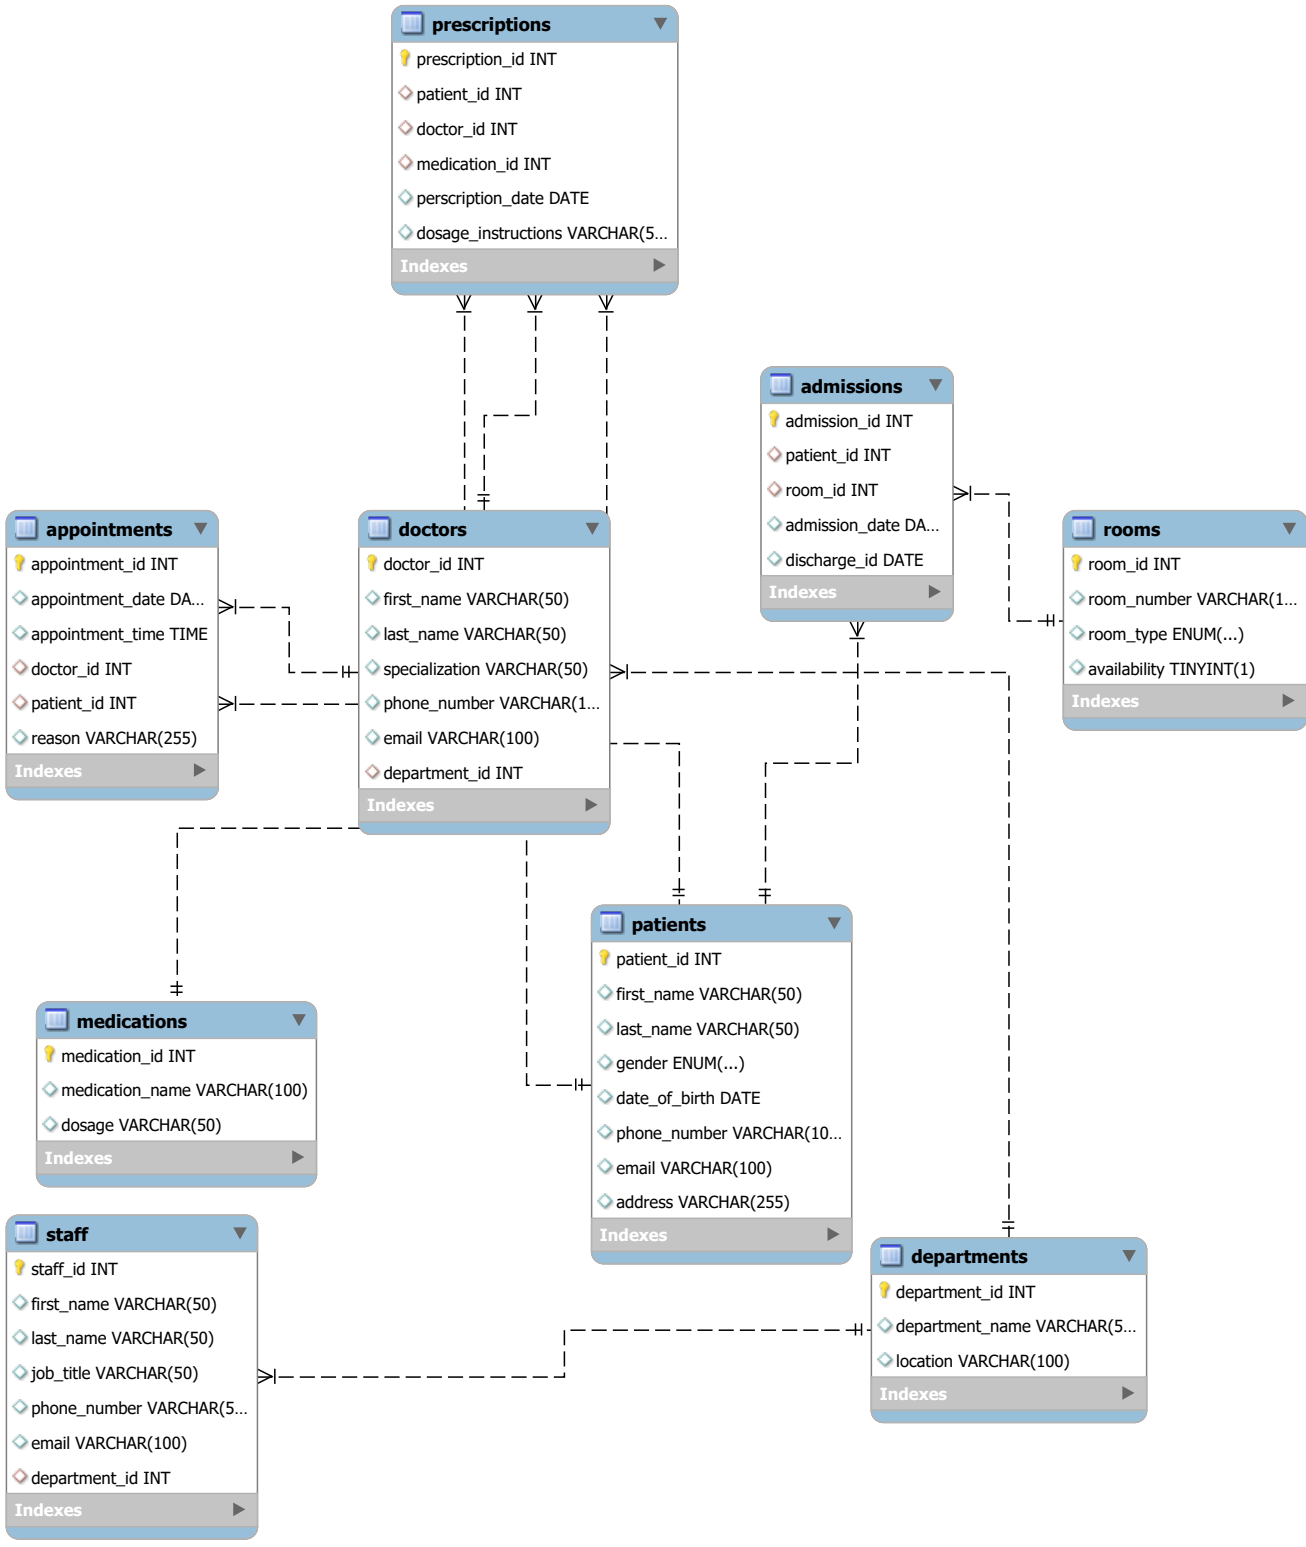 prescriptions
prescription_id INT
patient_id INT
doctor_id INT
medication_id INT
perscription_date DATE
dosage_instructions VARCHAR(5...
Indexes
admissions
admission_id INT
patient_id INT
room_id INT
admission_date DA...
discharge_id DATE
Indexes
appointments
appointment_id INT
appointment_date DA...
appointment_time TIME
doctor_id INT
patient_id INT
reason VARCHAR(255)
Indexes
doctors
doctor_id INT
first_name VARCHAR(50)
last_name VARCHAR(50)
specialization VARCHAR(50)
phone_number VARCHAR(1...
email VARCHAR(100)
department_id INT
Indexes
rooms
room_id INT
room_number VARCHAR(1...
room_type ENUM(...)
availability TINYINT(1)
Indexes
patients
patient_id INT
first_name VARCHAR(50)
last_name VARCHAR(50)
gender ENUM(...)
date_of_birth DATE
phone_number VARCHAR(10...
email VARCHAR(100)
address VARCHAR(255)
Indexes
medications
medication_id INT
medication_name VARCHAR(100)
dosage VARCHAR(50)
Indexes
staff
staff_id INT
first_name VARCHAR(50)
last_name VARCHAR(50)
job_title VARCHAR(50)
phone_number VARCHAR(5...
email VARCHAR(100)
department_id INT
Indexes
departments
department_id INT
department_name VARCHAR(5...
location VARCHAR(100)
Indexes